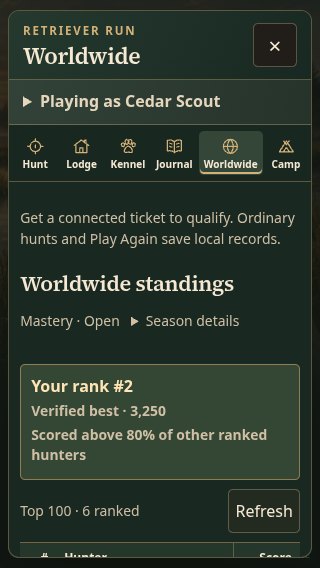 RETRIEVER RUN
Worldwide
×
▶ Playing as Cedar Scout
Hunt Lodge Kennel Journal Worldwide Camp
Get a connected ticket to qualify. Ordinary
hunts and Play Again save local records.
Worldwide standings
Mastery · Open ▶ Season details
Your rank #2
Verified best · 3,250
Scored above 80% of other ranked
hunters
Top 100 · 6 ranked Refresh
# Hunter Score